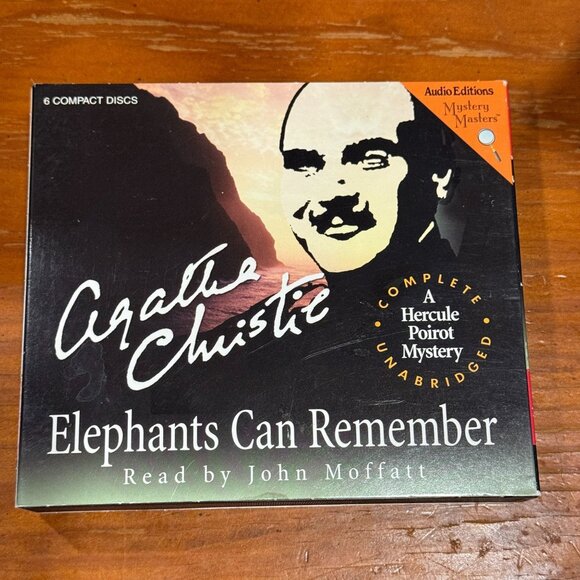 6 COMPACT DISCS
Audio Editions
Mystery
Masters™
Agatha
Christie
COMPLETE
A
Hercule
Poirot
Mystery
UNABRIDGED
Elephants Can Remember
Read by John Moffatt